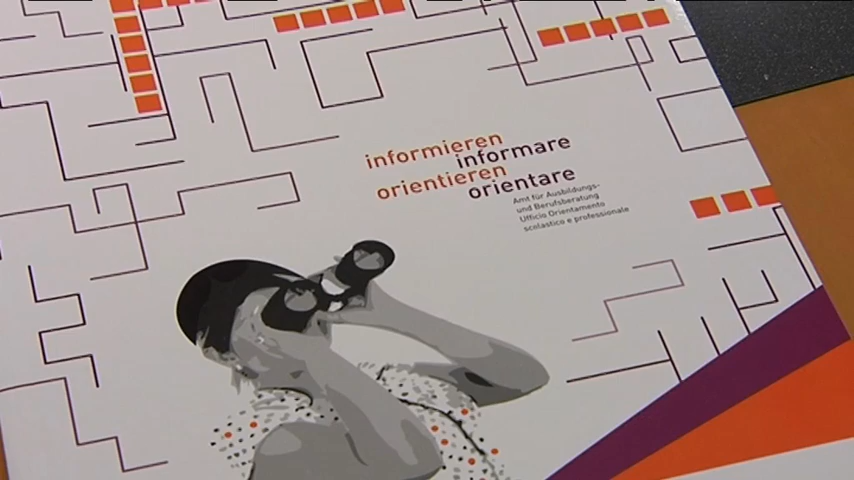 informieren
informare
orientieren
orientare
Amt für Ausbildungs-
und Berufsberatung
Ufficio Orientamento
scolastico e professionale